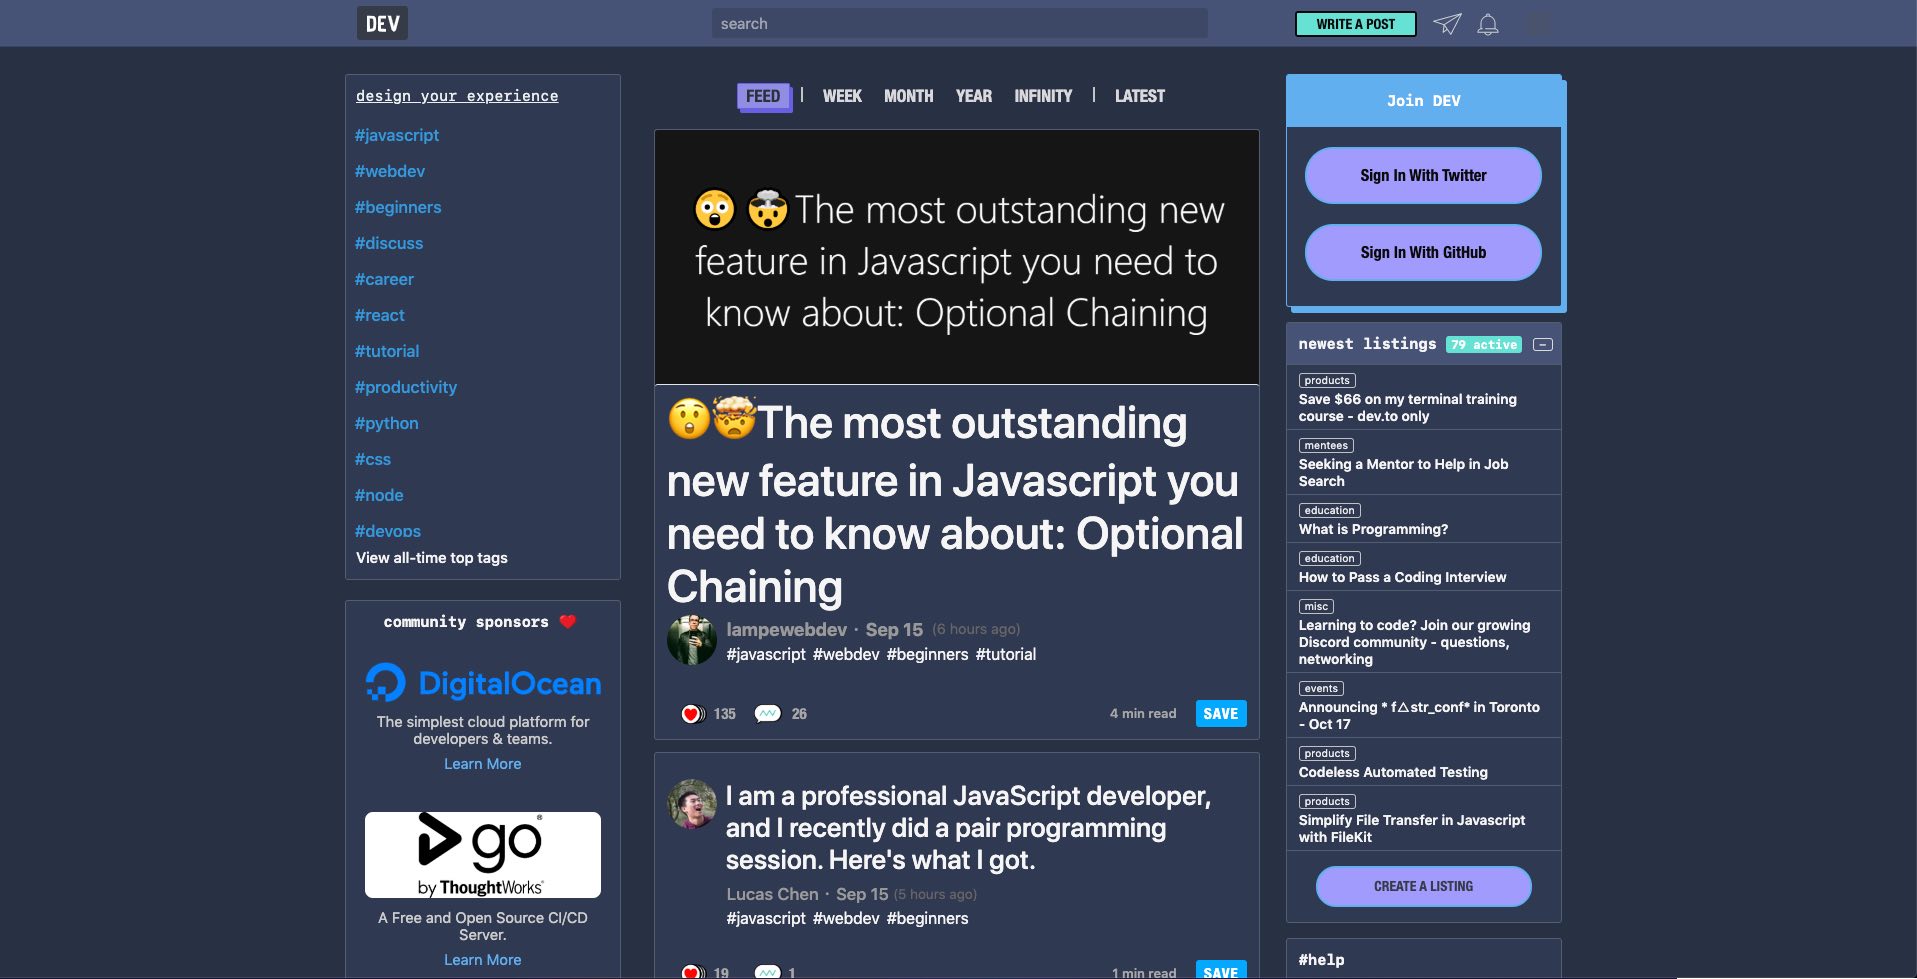 DEV
search
WRITE A POST
design your experience
#javascript
#webdev
#beginners
#discuss
#career
#react
#tutorial
#productivity
#python
#css
#node
#devops
View all-time top tags
community sponsors ❤️
DigitalOcean
The simplest cloud platform for
developers & teams.
Learn More
go®
by ThoughtWorks®
A Free and Open Source CI/CD
Server.
Learn More
FEED | WEEK MONTH YEAR INFINITY | LATEST
😲 🤯The most outstanding new
feature in Javascript you need to
know about: Optional Chaining
😲🤯The most outstanding
new feature in Javascript you
need to know about: Optional
Chaining
lampewebdev · Sep 15 (6 hours ago)
#javascript #webdev #beginners #tutorial
135 26 4 min read SAVE
I am a professional JavaScript developer,
and I recently did a pair programming
session. Here's what I got.
Lucas Chen · Sep 15 (5 hours ago)
#javascript #webdev #beginners
19 1 1 min read SAVE
Join DEV
Sign In With Twitter
Sign In With GitHub
newest listings 79 active –
products
Save $66 on my terminal training
course - dev.to only
mentees
Seeking a Mentor to Help in Job
Search
education
What is Programming?
education
How to Pass a Coding Interview
misc
Learning to code? Join our growing
Discord community - questions,
networking
events
Announcing * f△str_conf* in Toronto
- Oct 17
products
Codeless Automated Testing
products
Simplify File Transfer in Javascript
with FileKit
CREATE A LISTING
#help